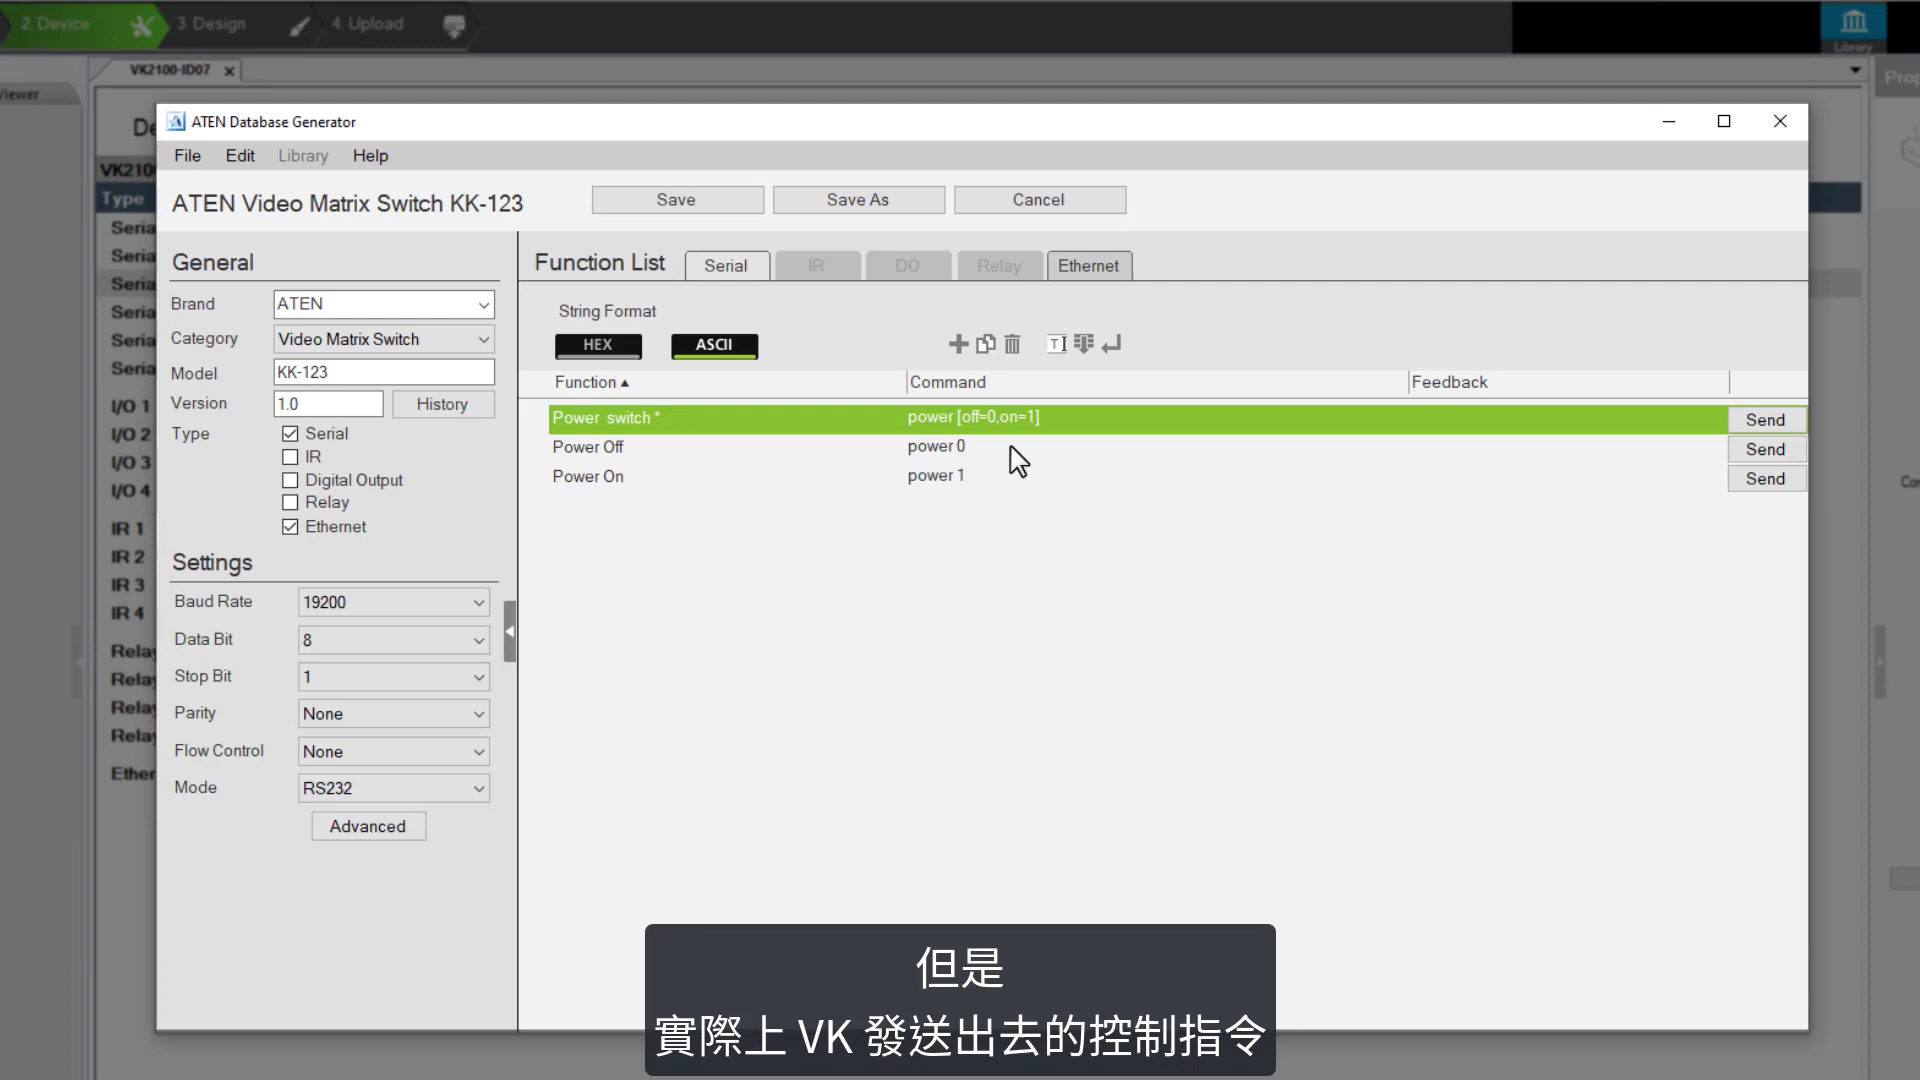 2. Device
3. Design
4. Upload
Library
VK2100-ID07
Viewer
ATEN Database Generator
File Edit Library Help
ATEN Video Matrix Switch KK-123
Save
Save As
Cancel
General
Brand
ATEN
Category
Video Matrix Switch
Model
KK-123
Version
1.0
History
Type
Serial
IR
Digital Output
Relay
Ethernet
Settings
Baud Rate
19200
Data Bit
8
Stop Bit
1
Parity
None
Flow Control
None
Mode
RS232
Advanced
Function List
Serial
IR
DO
Relay
Ethernet
String Format
HEX
ASCII
Function
Command
Feedback
Power switch * power [off=0,on=1] Send
Power Off power 0 Send
Power On power 1 Send
Type
I/O 1
I/O 2
I/O 3
I/O 4
IR 1
IR 2
IR 3
IR 4
但是
實際上 VK 發送出去的控制指令